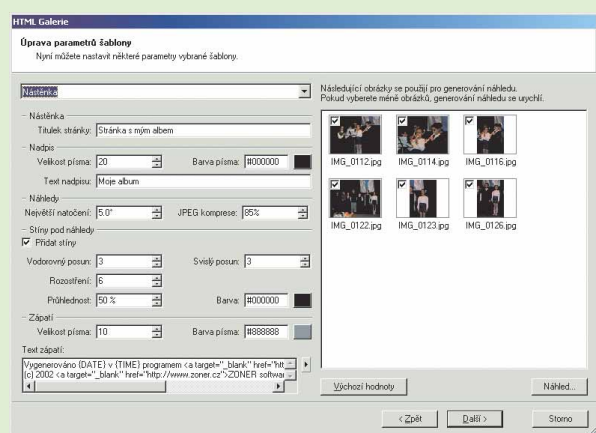 HTML Galerie
Úprava parametrů šablony
Nyní můžete nastavit některé parametry vybrané šablony.
Nástěnka
Následující obrázky se použijí pro generování náhledu.
Pokud vyberete méně obrázků, generování náhledu se urychlí.
Nástěnka
Titulek stránky: Stránka s mým albem
Nadpis
Velikost písma: 20 Barva písma: #000000
Text nadpisu: Moje album
Náhledy
Největší natočení: 5.0° JPEG komprese: 85%
Stíny pod náhledy
Přidat stíny
Vodorovný posun: 3 Svislý posun: 3
Rozostření: 6
Průhlednost: 50 % Barva: #000000
Zápatí
Velikost písma: 10 Barva písma: #888888
Text zápatí:
Vygenerováno {DATE} v {TIME} programem <a target="_blank" href="htt
(c) 2002 <a target="_blank" href="http://www.zoner.cz">ZONER softwar
IMG_0112.jpg IMG_0114.jpg IMG_0116.jpg
IMG_0122.jpg IMG_0123.jpg IMG_0126.jpg
Výchozí hodnoty Náhled...
< Zpět Další > Storno